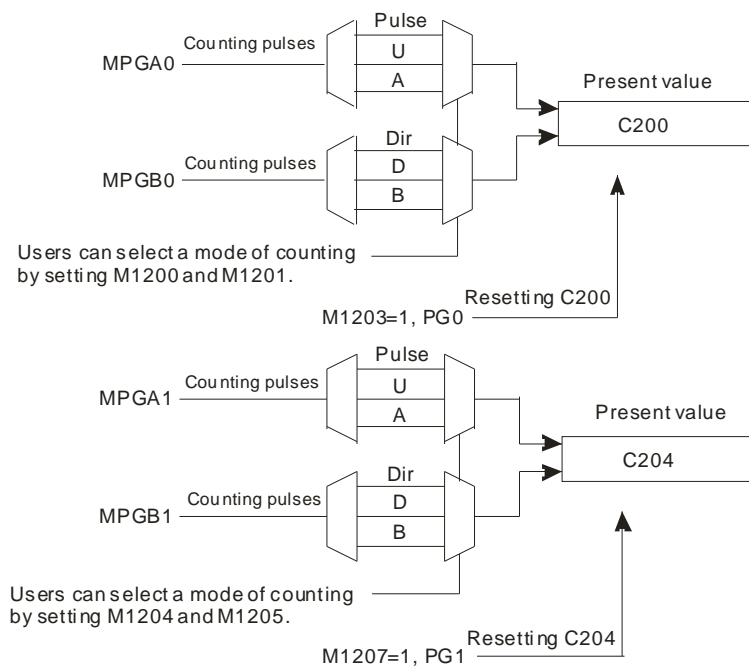 Pulse
Counting pulses
U
MPGA0
A
Present value
C200
Dir
Counting pulses
D
MPGB0
B
Users can select a mode of counting
by setting M1200 and M1201.
Resetting C200
M1203=1, PG0
Pulse
Counting pulses
U
MPGA1
A
Present value
C204
Dir
Counting pulses
D
MPGB1
B
Users can select a mode of counting
by setting M1204 and M1205.
Resetting C204
M1207=1, PG1